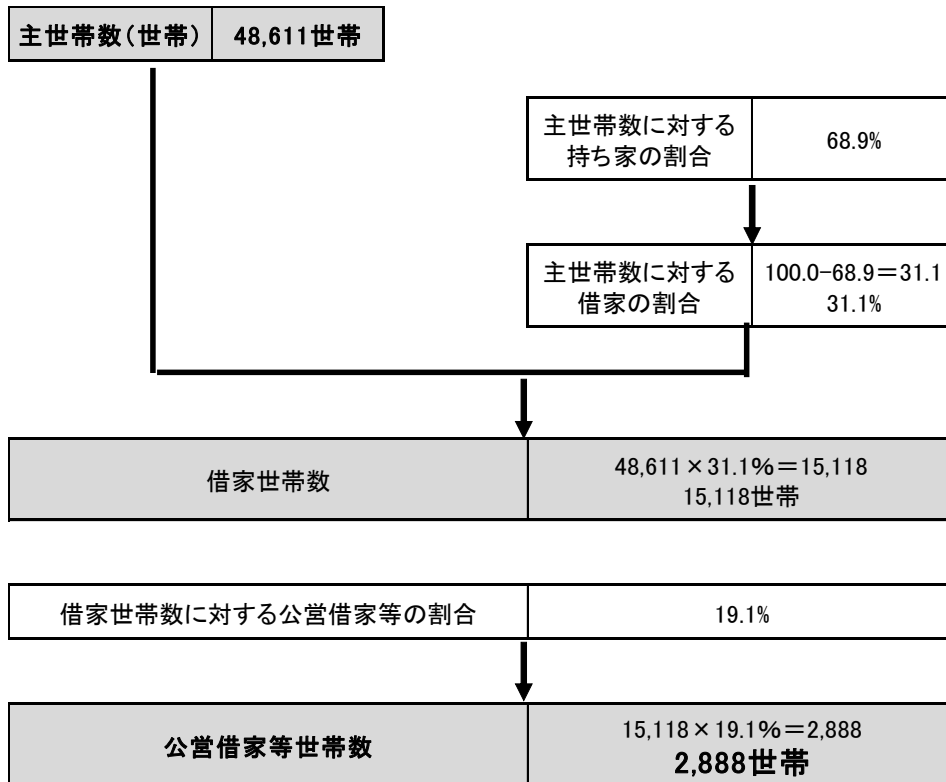 主世帯数(世帯) 48,611世帯
主世帯数に対する
持ち家の割合
68.9%
主世帯数に対する
借家の割合
100.0-68.9=31.1
31.1%
借家世帯数
48,611×31.1%=15,118
15,118世帯
借家世帯数に対する公営借家等の割合 19.1%
公営借家等世帯数
15,118×19.1%=2,888
2,888世帯